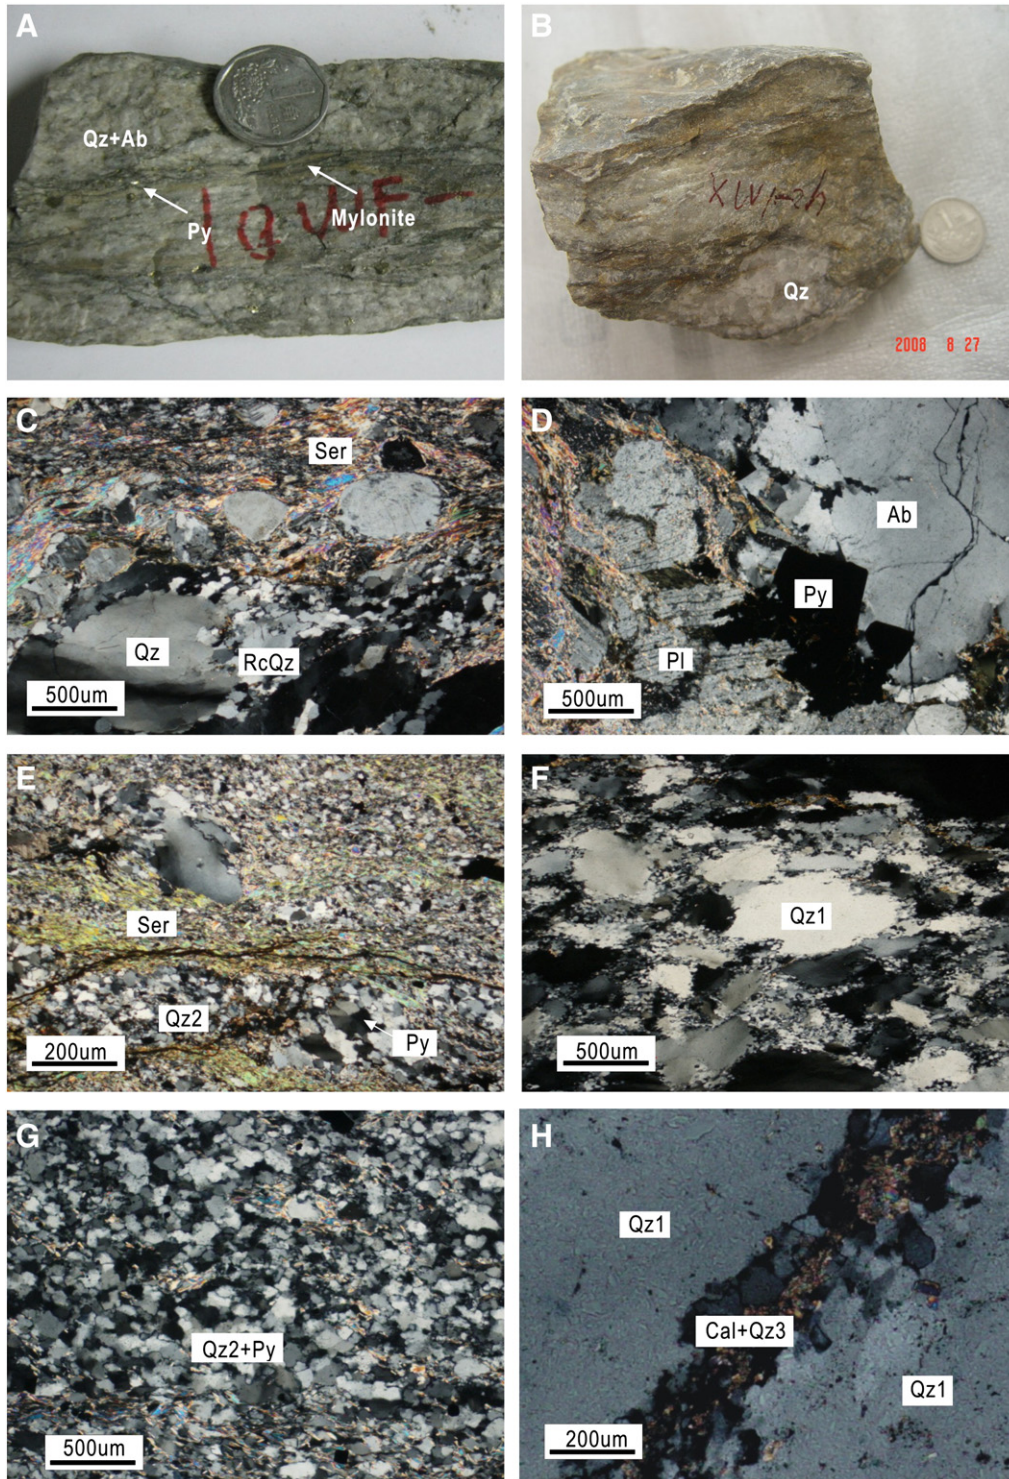 A
Qz+Ab
Py
Mylonite
B
Qz
2008 8 27
C
Ser
Qz
RcQz
500um
D
Ab
Py
Pl
500um
E
Ser
Qz2
Py
200um
F
Qz1
500um
G
Qz2+Py
500um
H
Qz1
Cal+Qz3
Qz1
200um